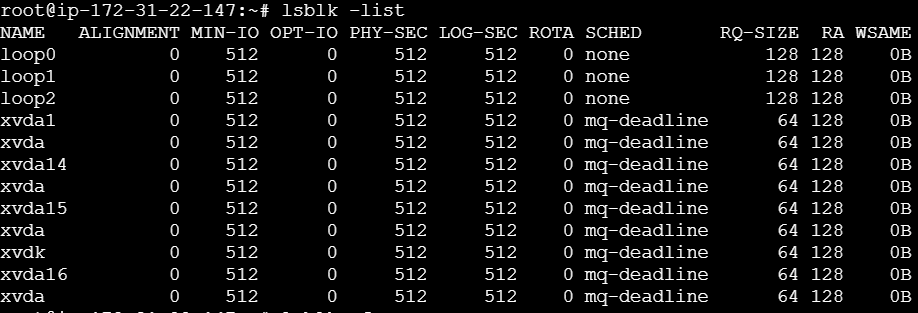 root@ip-172-31-22-147:~# lsblk -list
NAME ALIGNMENT MIN-IO OPT-IO PHY-SEC LOG-SEC ROTA SCHED RQ-SIZE RA WSAME
loop0 0 512 0 512 512 0 none 128 128 0B
loop1 0 512 0 512 512 0 none 128 128 0B
loop2 0 512 0 512 512 0 none 128 128 0B
xvda1 0 512 0 512 512 0 mq-deadline 64 128 0B
xvda 0 512 0 512 512 0 mq-deadline 64 128 0B
xvda14 0 512 0 512 512 0 mq-deadline 64 128 0B
xvda 0 512 0 512 512 0 mq-deadline 64 128 0B
xvda15 0 512 0 512 512 0 mq-deadline 64 128 0B
xvda 0 512 0 512 512 0 mq-deadline 64 128 0B
xvdk 0 512 0 512 512 0 mq-deadline 64 128 0B
xvda16 0 512 0 512 512 0 mq-deadline 64 128 0B
xvda 0 512 0 512 512 0 mq-deadline 64 128 0B